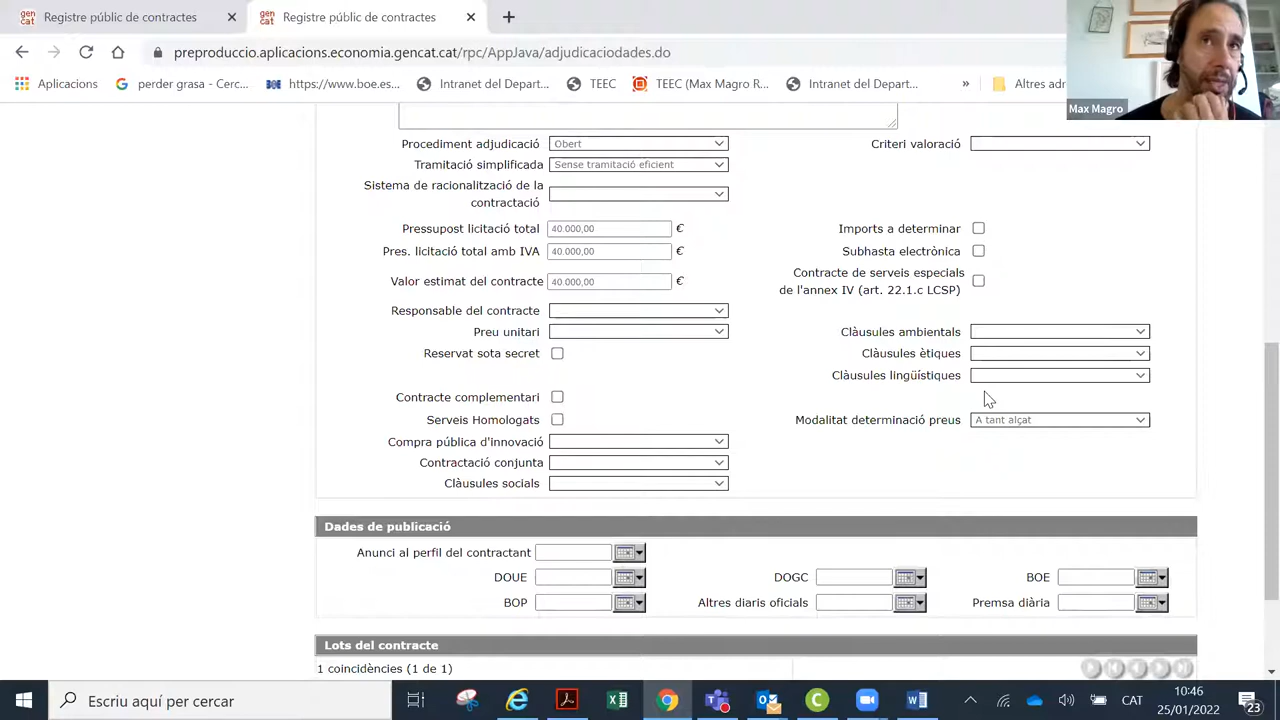 gen cat Registre públic de contractes
gen cat Registre públic de contractes
preproduccio.aplicacions.economia.gencat.cat/rpc/AppJava/adjudicaciodades.do
Aplicacions perder grasa - Cerc... https://www.boe.es... Intranet del Depart... TEEC TEEC (Max Magro R... Intranet del Depart... » Altres adr
Max Magro
Procediment adjudicació Obert Criteri valoració
Tramitació simplificada Sense tramitació eficient
Sistema de racionalització de la
contractació
Pressupost licitació total 40.000,00 € Imports a determinar
Pres. licitació total amb IVA 40.000,00 € Subhasta electrònica
Contracte de serveis especials
Valor estimat del contracte 40.000,00 € de l'annex IV (art. 22.1.c LCSP)
Responsable del contracte
Preu unitari Clàusules ambientals
Reservat sota secret Clàusules ètiques
Clàusules lingüístiques
Contracte complementari
Serveis Homologats Modalitat determinació preus A tant alçat
Compra pública d'innovació
Contractació conjunta
Clàusules socials
Dades de publicació
Anunci al perfil del contractant
DOUE DOGC BOE
BOP Altres diaris oficials Premsa diària
Lots del contracte
1 coincidències (1 de 1)
Escriu aquí per cercar CAT 10:46
25/01/2022 23